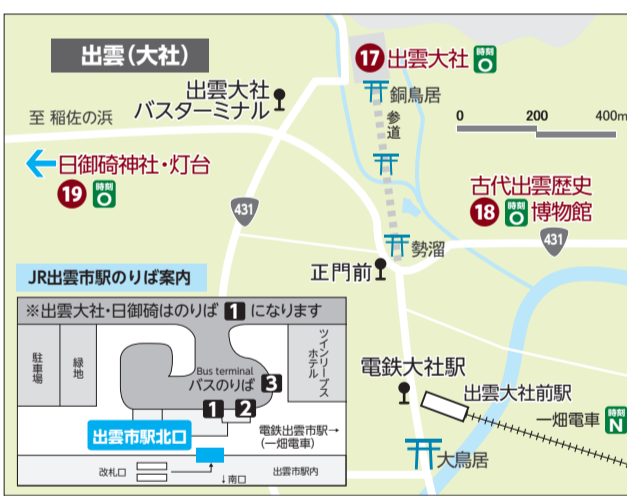 出雲(大社)
17 出雲大社 時刻 O
銅鳥居
参道
出雲大社
バスターミナル
至 稲佐の浜
0 200 400m
日御碕神社・灯台
19 時刻 O
431
古代出雲歴史
18 時刻 O 博物館
431
勢溜
正門前
JR出雲市駅のりば案内
※出雲大社・日御碕はのりば 1 になります
駐車場
緑地
Bus terminal
バスのりば
3
1 2
ツインリーブス
ホテル
出雲市駅北口
電鉄出雲市駅→
(一畑電車)
改札口
↓南口
出雲市駅内
電鉄大社駅
出雲大社前駅
一畑電車 時刻 N
大鳥居